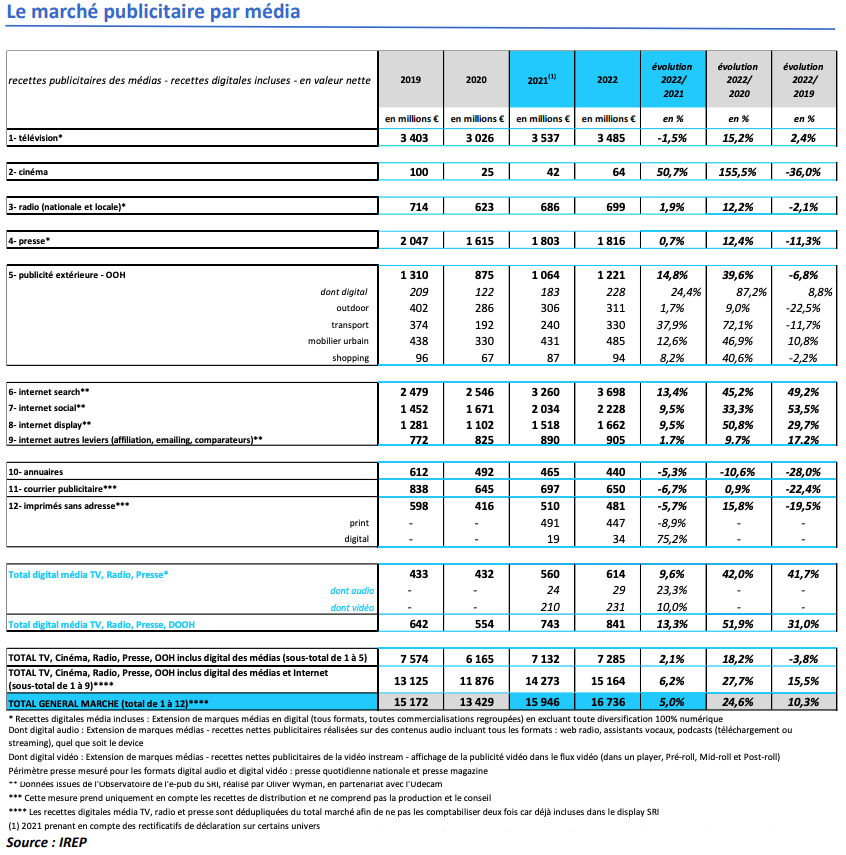 Le marché publicitaire par média
recettes publicitaires des médias - recettes digitales incluses - en valeur nette 2019 2020 2021(1) 2022 évolution 2022/ 2021 évolution 2022/ 2020 évolution 2022/ 2019
en millions € en millions € en millions € en millions € en % en % en %
1- télévision* 3 403 3 026 3 537 3 485 -1,5% 15,2% 2,4%
2- cinéma 100 25 42 64 50,7% 155,5% -36,0%
3- radio (nationale et locale)* 714 623 686 699 1,9% 12,2% -2,1%
4- presse* 2 047 1 615 1 803 1 816 0,7% 12,4% -11,3%
5- publicité extérieure - OOH 1 310 875 1 064 1 221 14,8% 39,6% -6,8%
dont digital 209 122 183 228 24,4% 87,2% 8,8%
outdoor 402 286 306 311 1,7% 9,0% -22,5%
transport 374 192 240 330 37,9% 72,1% -11,7%
mobilier urbain 438 330 431 485 12,6% 46,9% 10,8%
shopping 96 67 87 94 8,2% 40,6% -2,2%
6- internet search** 2 479 2 546 3 260 3 698 13,4% 45,2% 49,2%
7- internet social** 1 452 1 671 2 034 2 228 9,5% 33,3% 53,5%
8- internet display** 1 281 1 102 1 518 1 662 9,5% 50,8% 29,7%
9- internet autres leviers (affiliation, emailing, comparateurs)** 772 825 890 905 1,7% 9,7% 17,2%
10- annuaires 612 492 465 440 -5,3% -10,6% -28,0%
11- courrier publicitaire*** 838 645 697 650 -6,7% 0,9% -22,4%
12- imprimés sans adresse*** 598 416 510 481 -5,7% 15,8% -19,5%
print - - 491 447 -8,9% - -
digital - - 19 34 75,2% - -
Total digital média TV, Radio, Presse* 433 432 560 614 9,6% 42,0% 41,7%
dont audio - - 24 29 23,3% - -
dont vidéo - - 210 231 10,0% - -
Total digital média TV, Radio, Presse, DOOH 642 554 743 841 13,3% 51,9% 31,0%
TOTAL TV, Cinéma, Radio, Presse, OOH inclus digital des médias (sous-total de 1 à 5) 7 574 6 165 7 132 7 285 2,1% 18,2% -3,8%
TOTAL TV, Cinéma, Radio, Presse, OOH inclus digital des médias et Internet
(sous-total de 1 à 9)**** 13 125 11 876 14 273 15 164 6,2% 27,7% 15,5%
TOTAL GENERAL MARCHE (total de 1 à 12)**** 15 172 13 429 15 946 16 736 5,0% 24,6% 10,3%
* Recettes digitales média incluses : Extension de marques médias en digital (tous formats, toutes commercialisations regroupées) en excluant toute diversification 100% numérique
Dont digital audio : Extension de marques médias - recettes nettes publicitaires réalisées sur des contenus audio incluant tous les formats : web radio, assistants vocaux, podcasts (téléchargement ou
streaming), quel que soit le device
Dont digital vidéo : Extension de marques médias - recettes nettes publicitaires de la vidéo instream - affichage de la publicité vidéo dans le flux vidéo (dans un player, Pré-roll, Mid-roll et Post-roll)
Périmètre presse mesuré pour les formats digital audio et digital vidéo : presse quotidienne nationale et presse magazine
** Données issues de l'Observatoire de l'e-pub du SRI, réalisé par Oliver Wyman, en partenariat avec l'Udecam
*** Cette mesure prend uniquement en compte les recettes de distribution et ne comprend pas la production et le conseil
**** Les recettes digitales média TV, radio et presse sont dédupliquées du total marché afin de ne pas les comptabiliser deux fois car déjà incluses dans le display SRI
(1) 2021 prenant en compte des rectificatifs de déclaration sur certains univers
Source : IREP